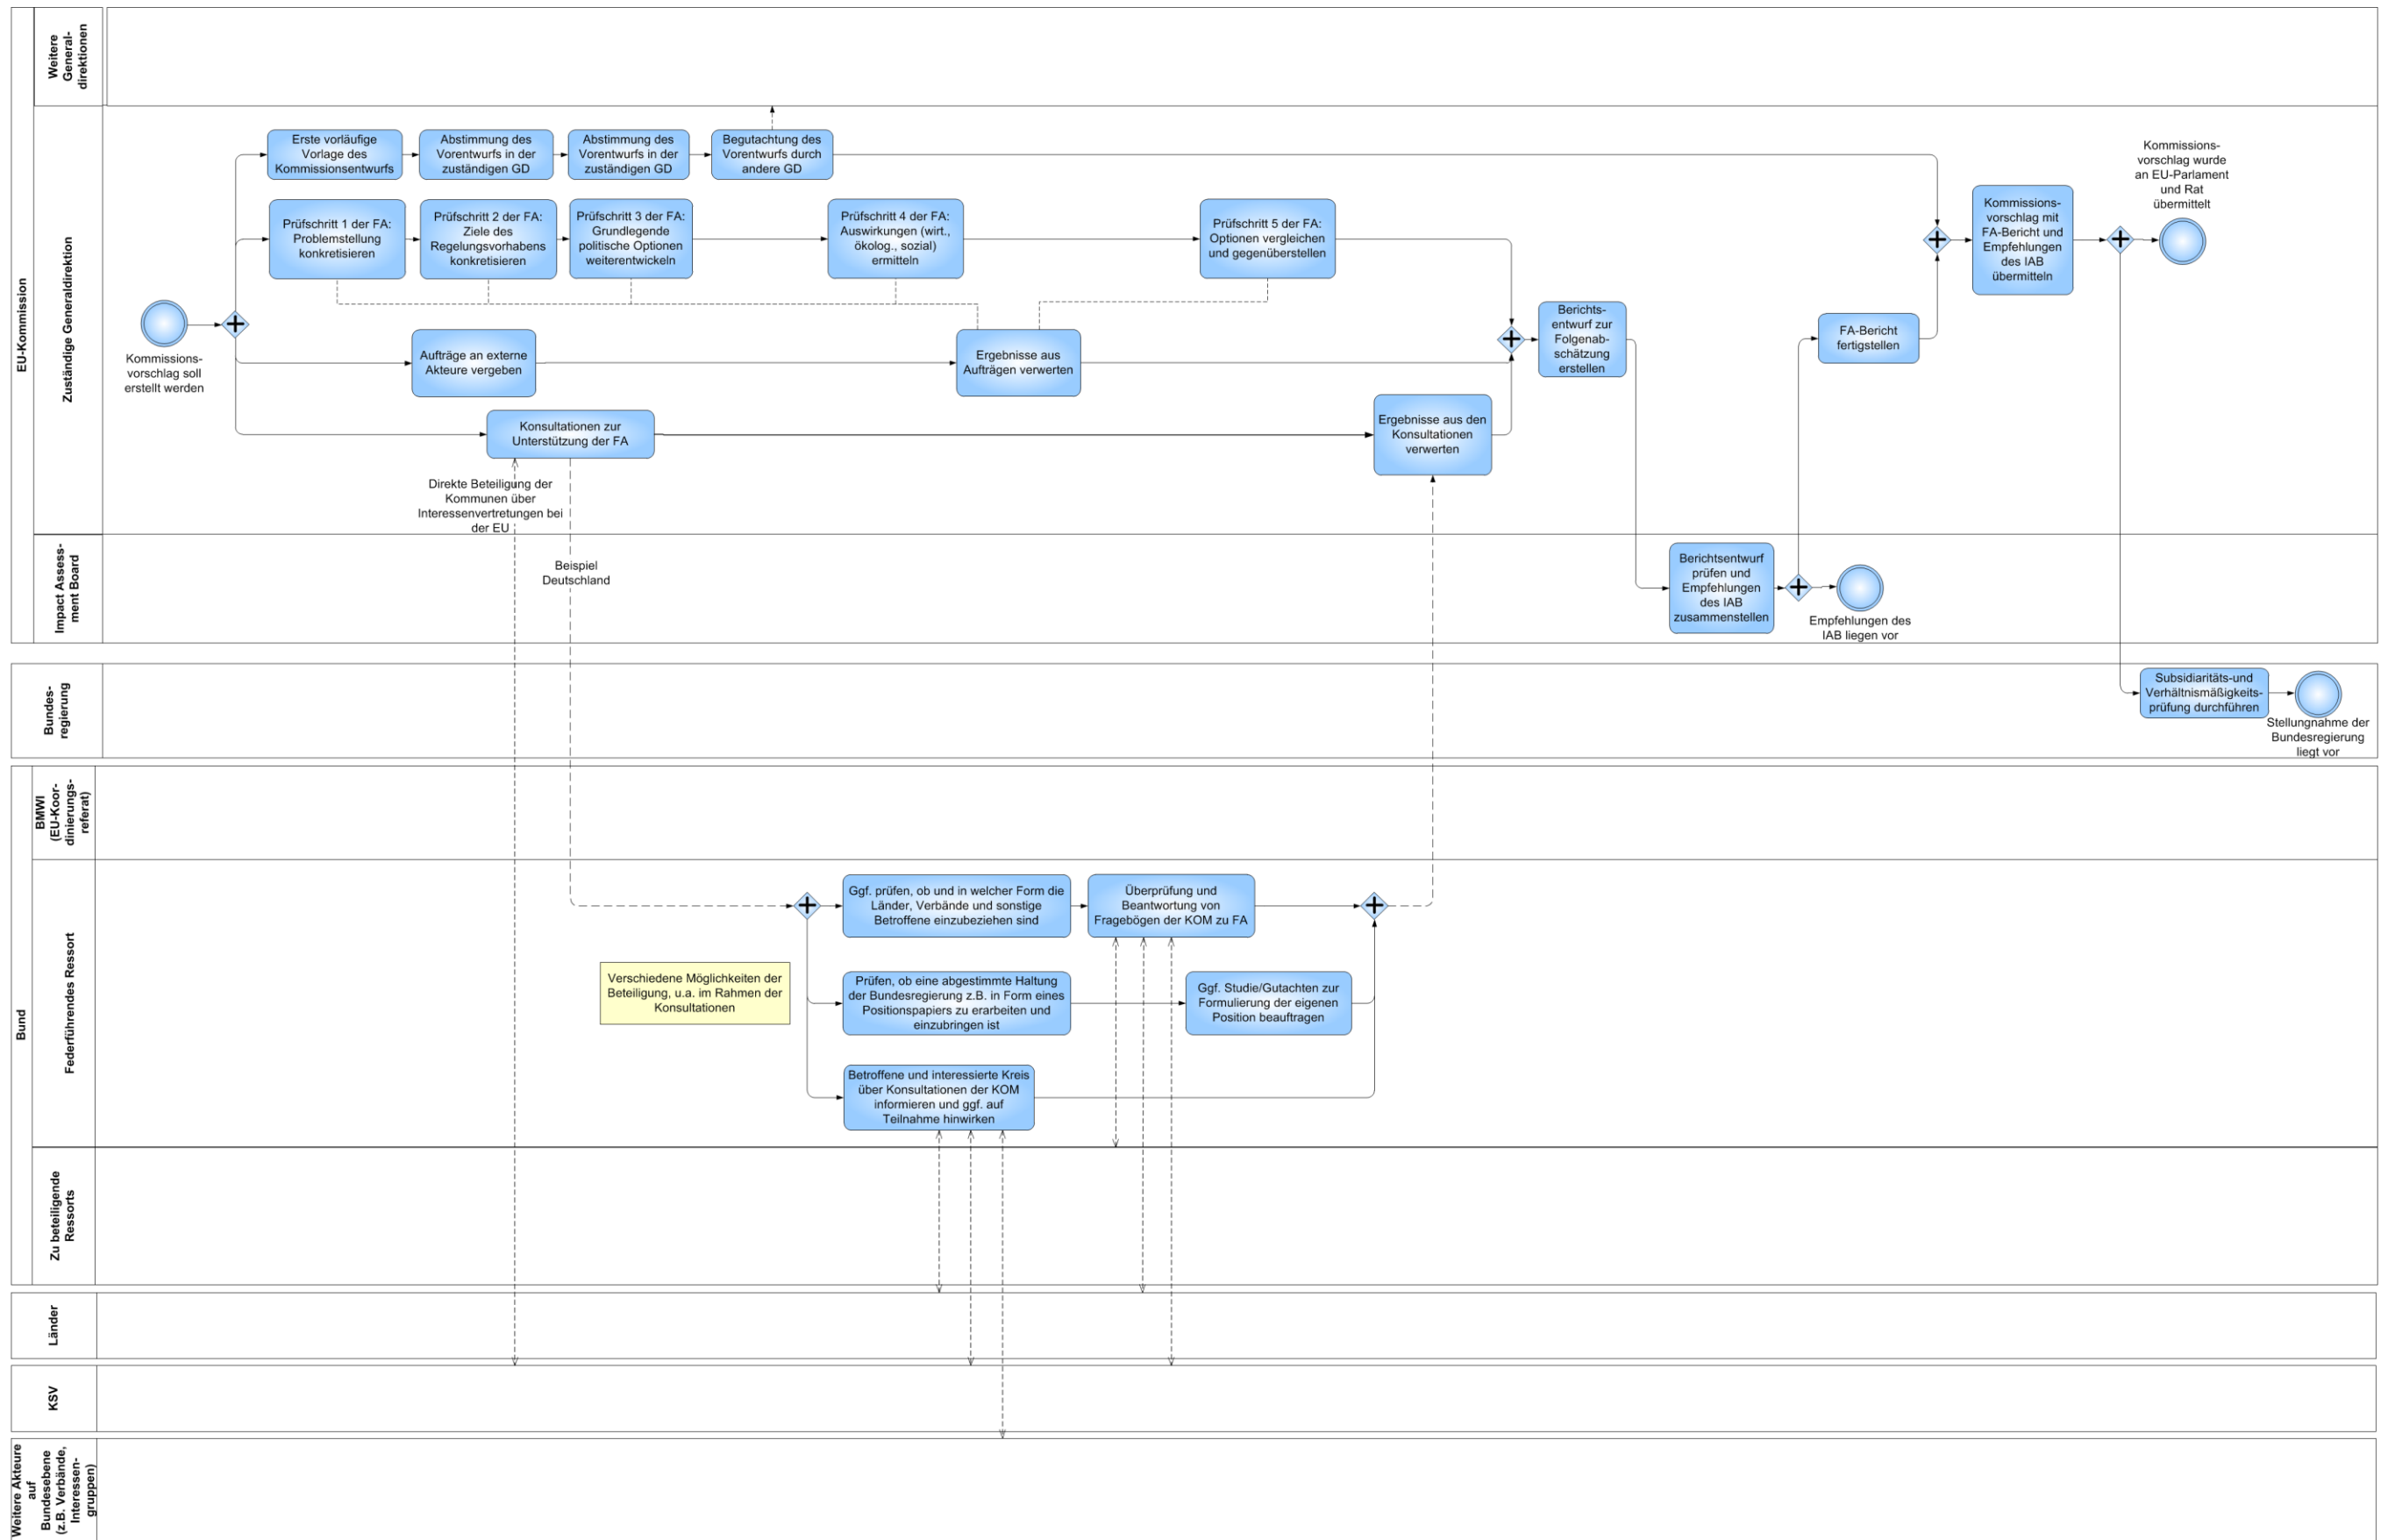 EU-Kommission
Weitere
General-
direktionen
Zuständige Generaldirektion
Erste vorläufige
Vorlage des
Kommissionsentwurfs
Abstimmung des
Vorentwurfs in der
zuständigen GD
Abstimmung des
Vorentwurfs in der
zuständigen GD
Begutachtung des
Vorentwurfs durch
andere GD
Prüfschritt 1 der FA:
Problemstellung
konkretisieren
Prüfschritt 2 der FA:
Ziele des
Regelungsvorhabens
konkretisieren
Prüfschritt 3 der FA:
Grundlegende
politische Optionen
weiterentwickeln
Prüfschritt 4 der FA:
Auswirkungen (wirt.,
ökolog., sozial)
ermitteln
Prüfschritt 5 der FA:
Optionen vergleichen
und gegenüberstellen
Kommissions-
vorschlag soll
erstellt werden
Aufträge an externe
Akteure vergeben
Ergebnisse aus
Aufträgen verwerten
Konsultationen zur
Unterstützung der FA
Ergebnisse aus den
Konsultationen
verwerten
Berichts-
entwurf zur
Folgenab-
schätzung
erstellen
FA-Bericht
fertigstellen
Kommissions-
vorschlag mit
FA-Bericht und
Empfehlungen
des IAB
übermitteln
Kommissions-
vorschlag wurde
an EU-Parlament
und Rat
übermittelt
Direkte Beteiligung der
Kommunen über
Interessenvertretungen bei
der EU
Impact Assess-
ment Board
Beispiel
Deutschland
Berichtsentwurf
prüfen und
Empfehlungen
des IAB
zusammenstellen
Empfehlungen des
IAB liegen vor
Bundes-
regierung
Subsidiaritäts-und
Verhältnismäßigkeits-
prüfung durchführen
Stellungnahme der
Bundesregierung
liegt vor
Bund
BMWI
(EU-Koor-
dinierungs-
referat)
Federführendes Ressort
Ggf. prüfen, ob und in welcher Form die
Länder, Verbände und sonstige
Betroffene einzubeziehen sind
Überprüfung und
Beantwortung von
Fragebögen der KOM zu FA
Verschiedene Möglichkeiten der
Beteiligung, u.a. im Rahmen der
Konsultationen
Prüfen, ob eine abgestimmte Haltung
der Bundesregierung z.B. in Form eines
Positionspapiers zu erarbeiten und
einzubringen ist
Ggf. Studie/Gutachten zur
Formulierung der eigenen
Position beauftragen
Betroffene und interessierte Kreis
über Konsultationen der KOM
informieren und ggf. auf
Teilnahme hinwirken
Zu beteiligende
Ressorts
Länder
KSV
Weitere Akteure
auf
Bundesebene
(z.B. Verbände,
Interessen-
gruppen)